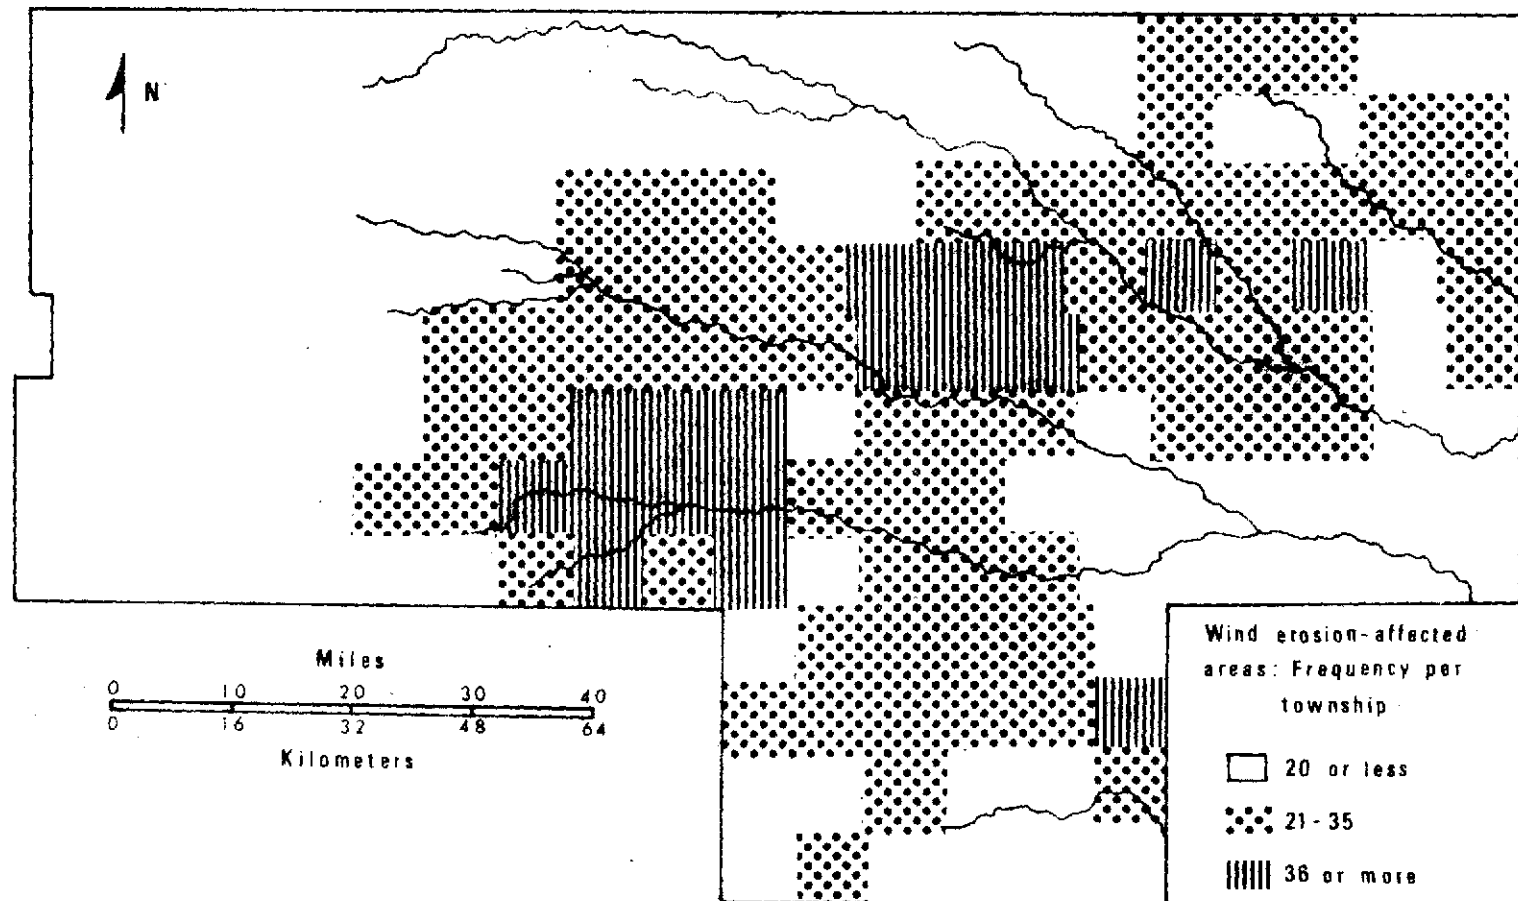 N
Miles
0 10 20 30 40
0 16 32 48 64
Kilometers
Wind erosion-affected
areas: Frequency per
township
20 or less
21-35
36 or more